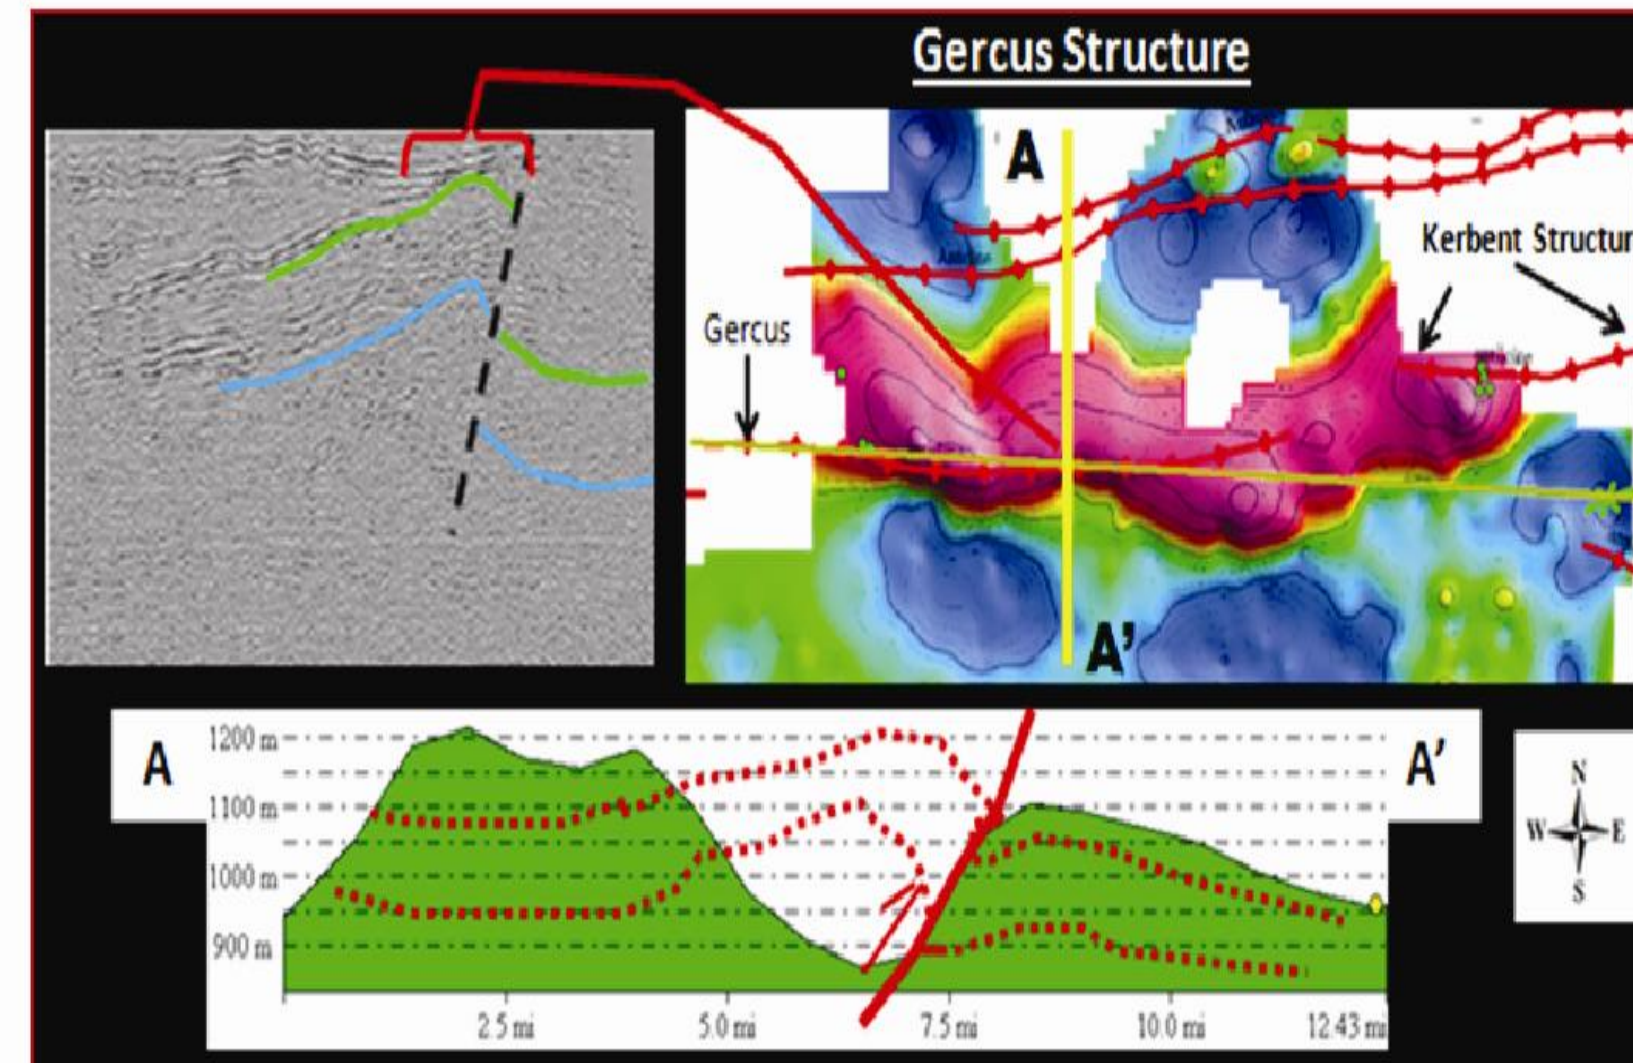 Gercus Structure
A
Kerbent Structur
Gercus
A'
A
1200 m
1100 m
1000 m
900 m
2.5 mi
5.0 mi
7.5 mi
10.0 mi
12.43 mi
A'
N
W
E
S